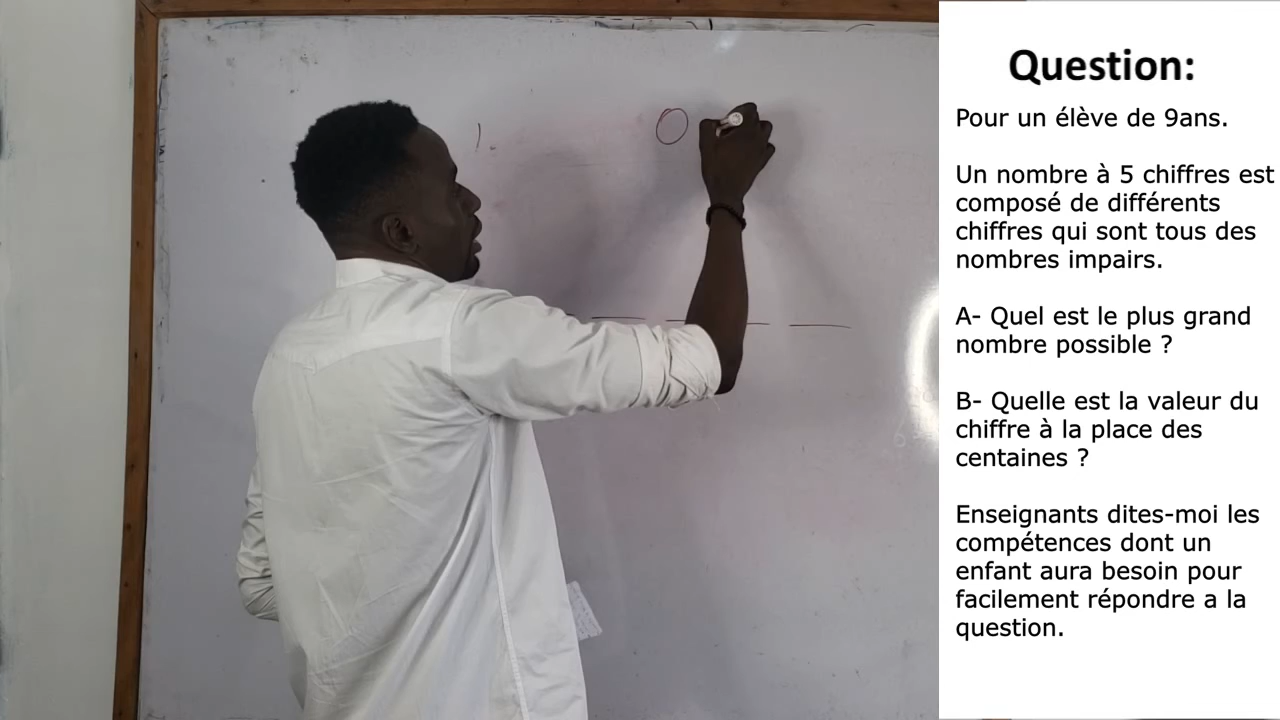 Question:
Pour un élève de 9ans.
Un nombre à 5 chiffres est
composé de différents
chiffres qui sont tous des
nombres impairs.
A- Quel est le plus grand
nombre possible ?
B- Quelle est la valeur du
chiffre à la place des
centaines ?
Enseignants dites-moi les
compétences dont un
enfant aura besoin pour
facilement répondre a la
question.